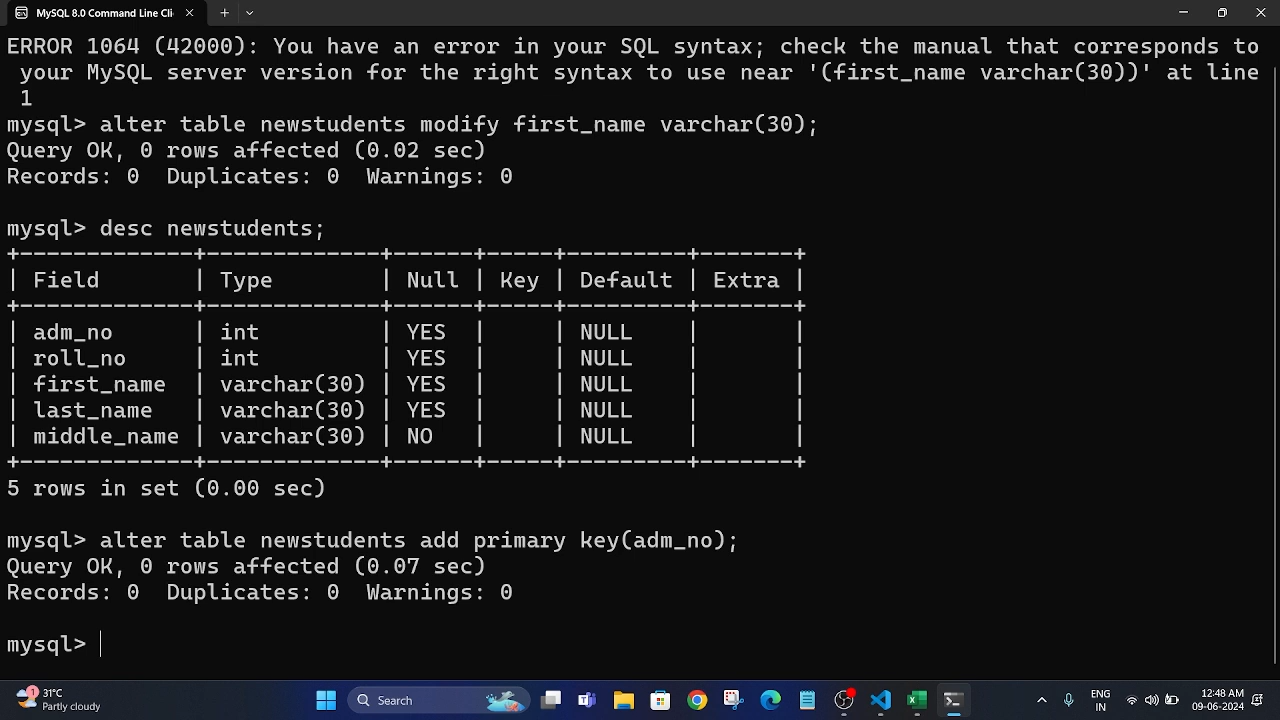 MySQL 8.0 Command Line Cli
ERROR 1064 (42000): You have an error in your SQL syntax; check the manual that corresponds to
your MySQL server version for the right syntax to use near '(first_name varchar(30))' at line
1
mysql> alter table newstudents modify first_name varchar(30);
Query OK, 0 rows affected (0.02 sec)
Records: 0  Duplicates: 0  Warnings: 0
mysql> desc newstudents;
+-------------+-------------+------+-----+---------+-------+
| Field       | Type        | Null | Key | Default | Extra |
+-------------+-------------+------+-----+---------+-------+
| adm_no      | int         | YES  |     | NULL    |       |
| roll_no     | int         | YES  |     | NULL    |       |
| first_name  | varchar(30) | YES  |     | NULL    |       |
| last_name   | varchar(30) | YES  |     | NULL    |       |
| middle_name | varchar(30) | NO   |     | NULL    |       |
+-------------+-------------+------+-----+---------+-------+
5 rows in set (0.00 sec)
mysql> alter table newstudents add primary key(adm_no);
Query OK, 0 rows affected (0.07 sec)
Records: 0  Duplicates: 0  Warnings: 0
mysql>
1 31°C
Partly cloudy
Search
ENG
IN
12:48 AM
09-06-2024